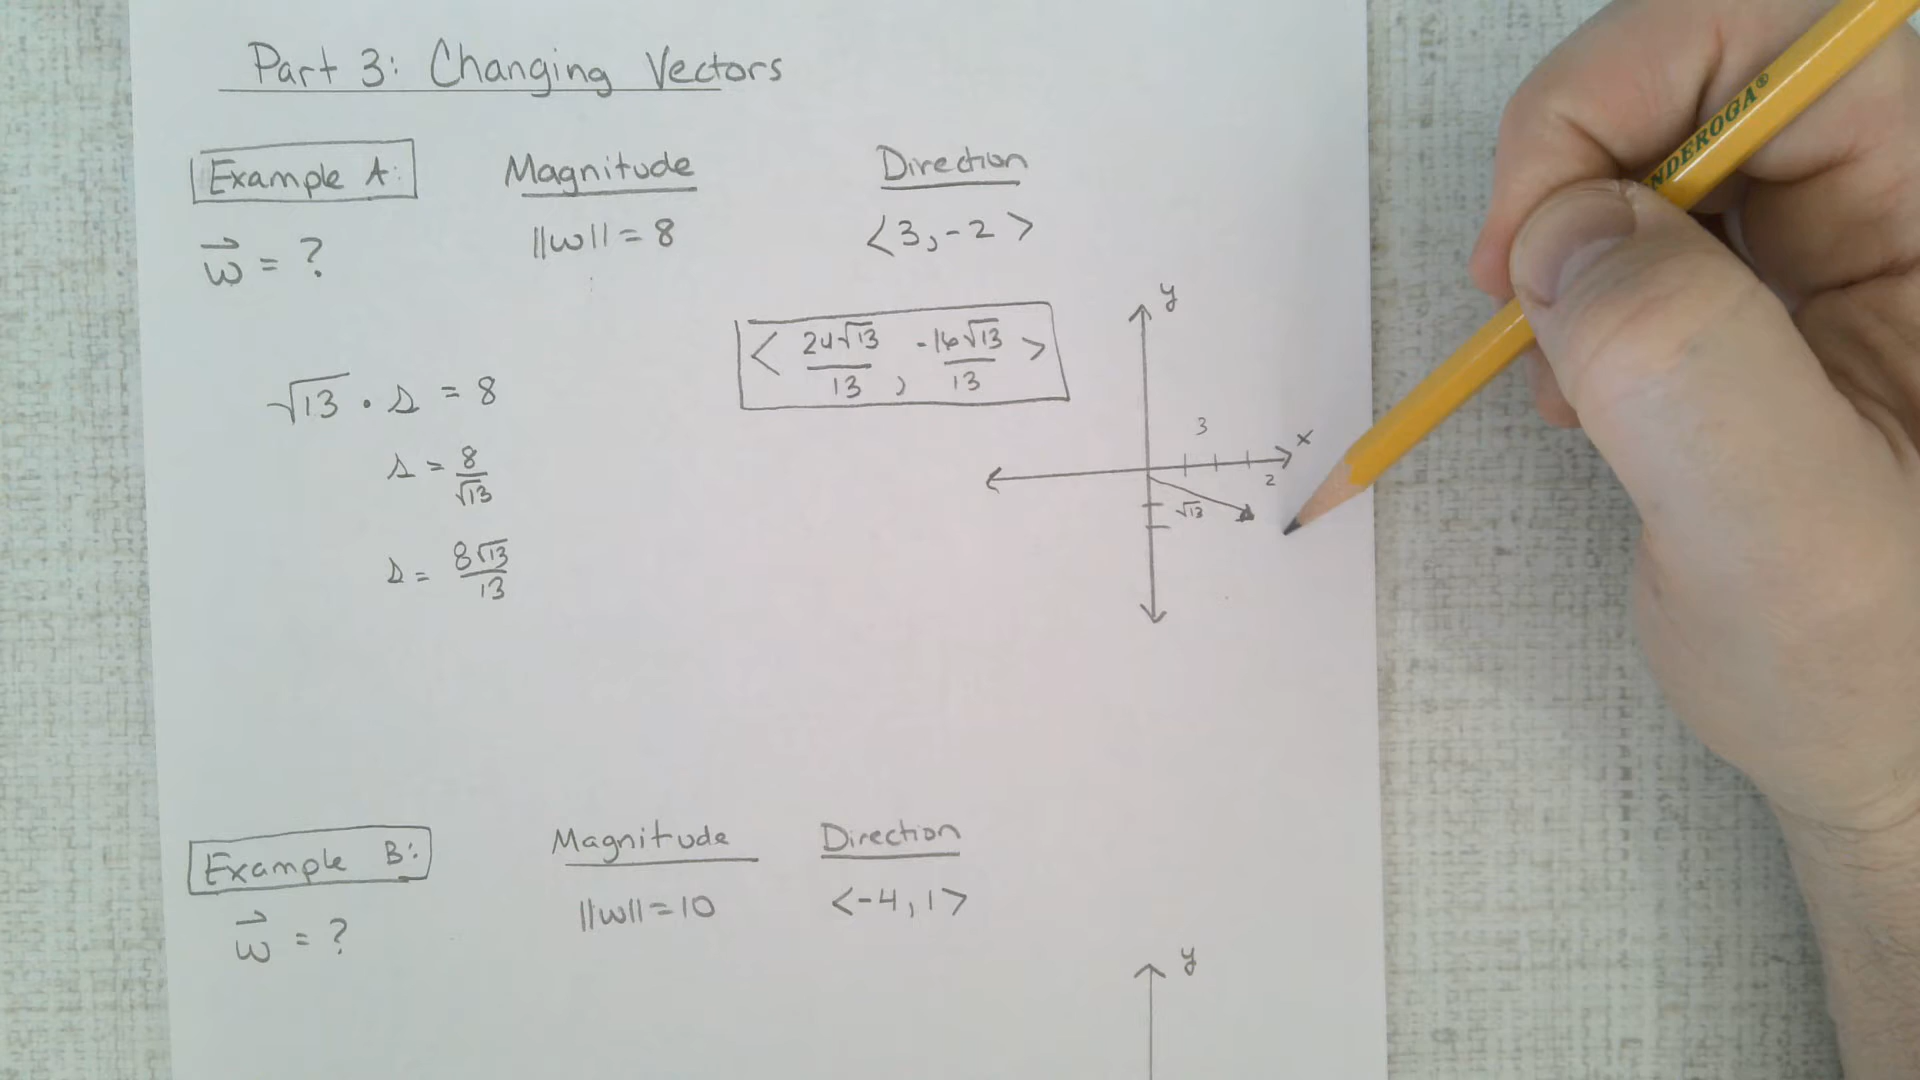 Part 3: Changing Vectors
Example A: Magnitude Direction
w⃗ = ? ||w|| = 8 <3, -2>
< 24√13/13 , -16√13/13 >
√13 · s = 8
s = 8/√13
s = 8√13/13
y
3
x
2
√13
Example B: Magnitude Direction
w⃗ = ? ||w|| = 10 <-4, 1>
y
NDEROGA®